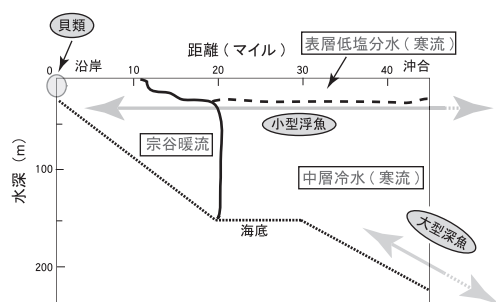 貝類
距離(マイル)
表層低塩分水(寒流)
沿岸
沖合
0
10
20
30
40
小型浮魚
宗谷暖流
中層冷水(寒流)
水深(m)
100
大型深魚
海底
200